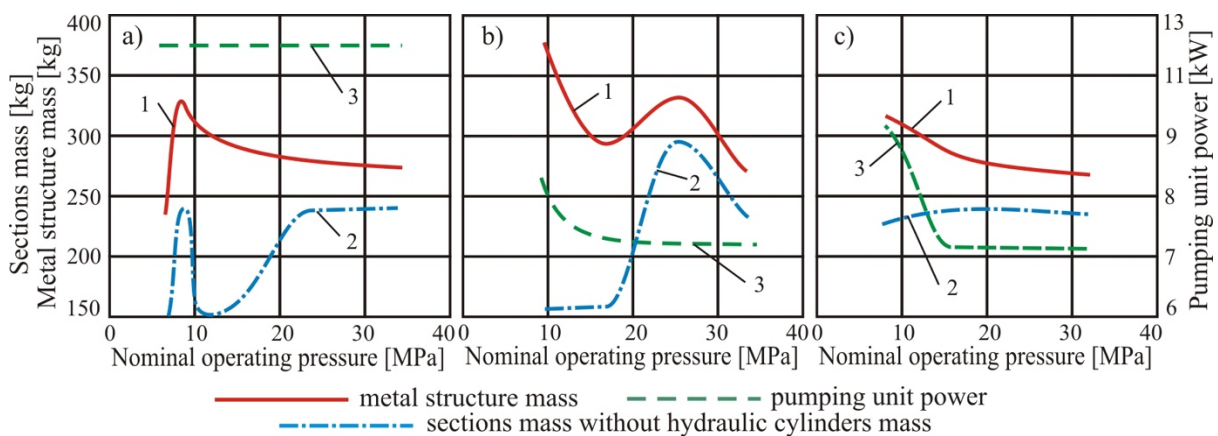 Sections mass [kg]
Metal structure mass [kg]
400
350
300
250
200
150
a)
1
2
3
0
10
20
30
40
Nominal operating pressure [MPa]
b)
1
2
3
10
20
30
40
Nominal operating pressure [MPa]
c)
1
3
2
10
20
30
40
Nominal operating pressure [MPa]
13
11
9
8
7
6
Pumping unit power [kW]
metal structure mass
pumping unit power
sections mass without hydraulic cylinders mass